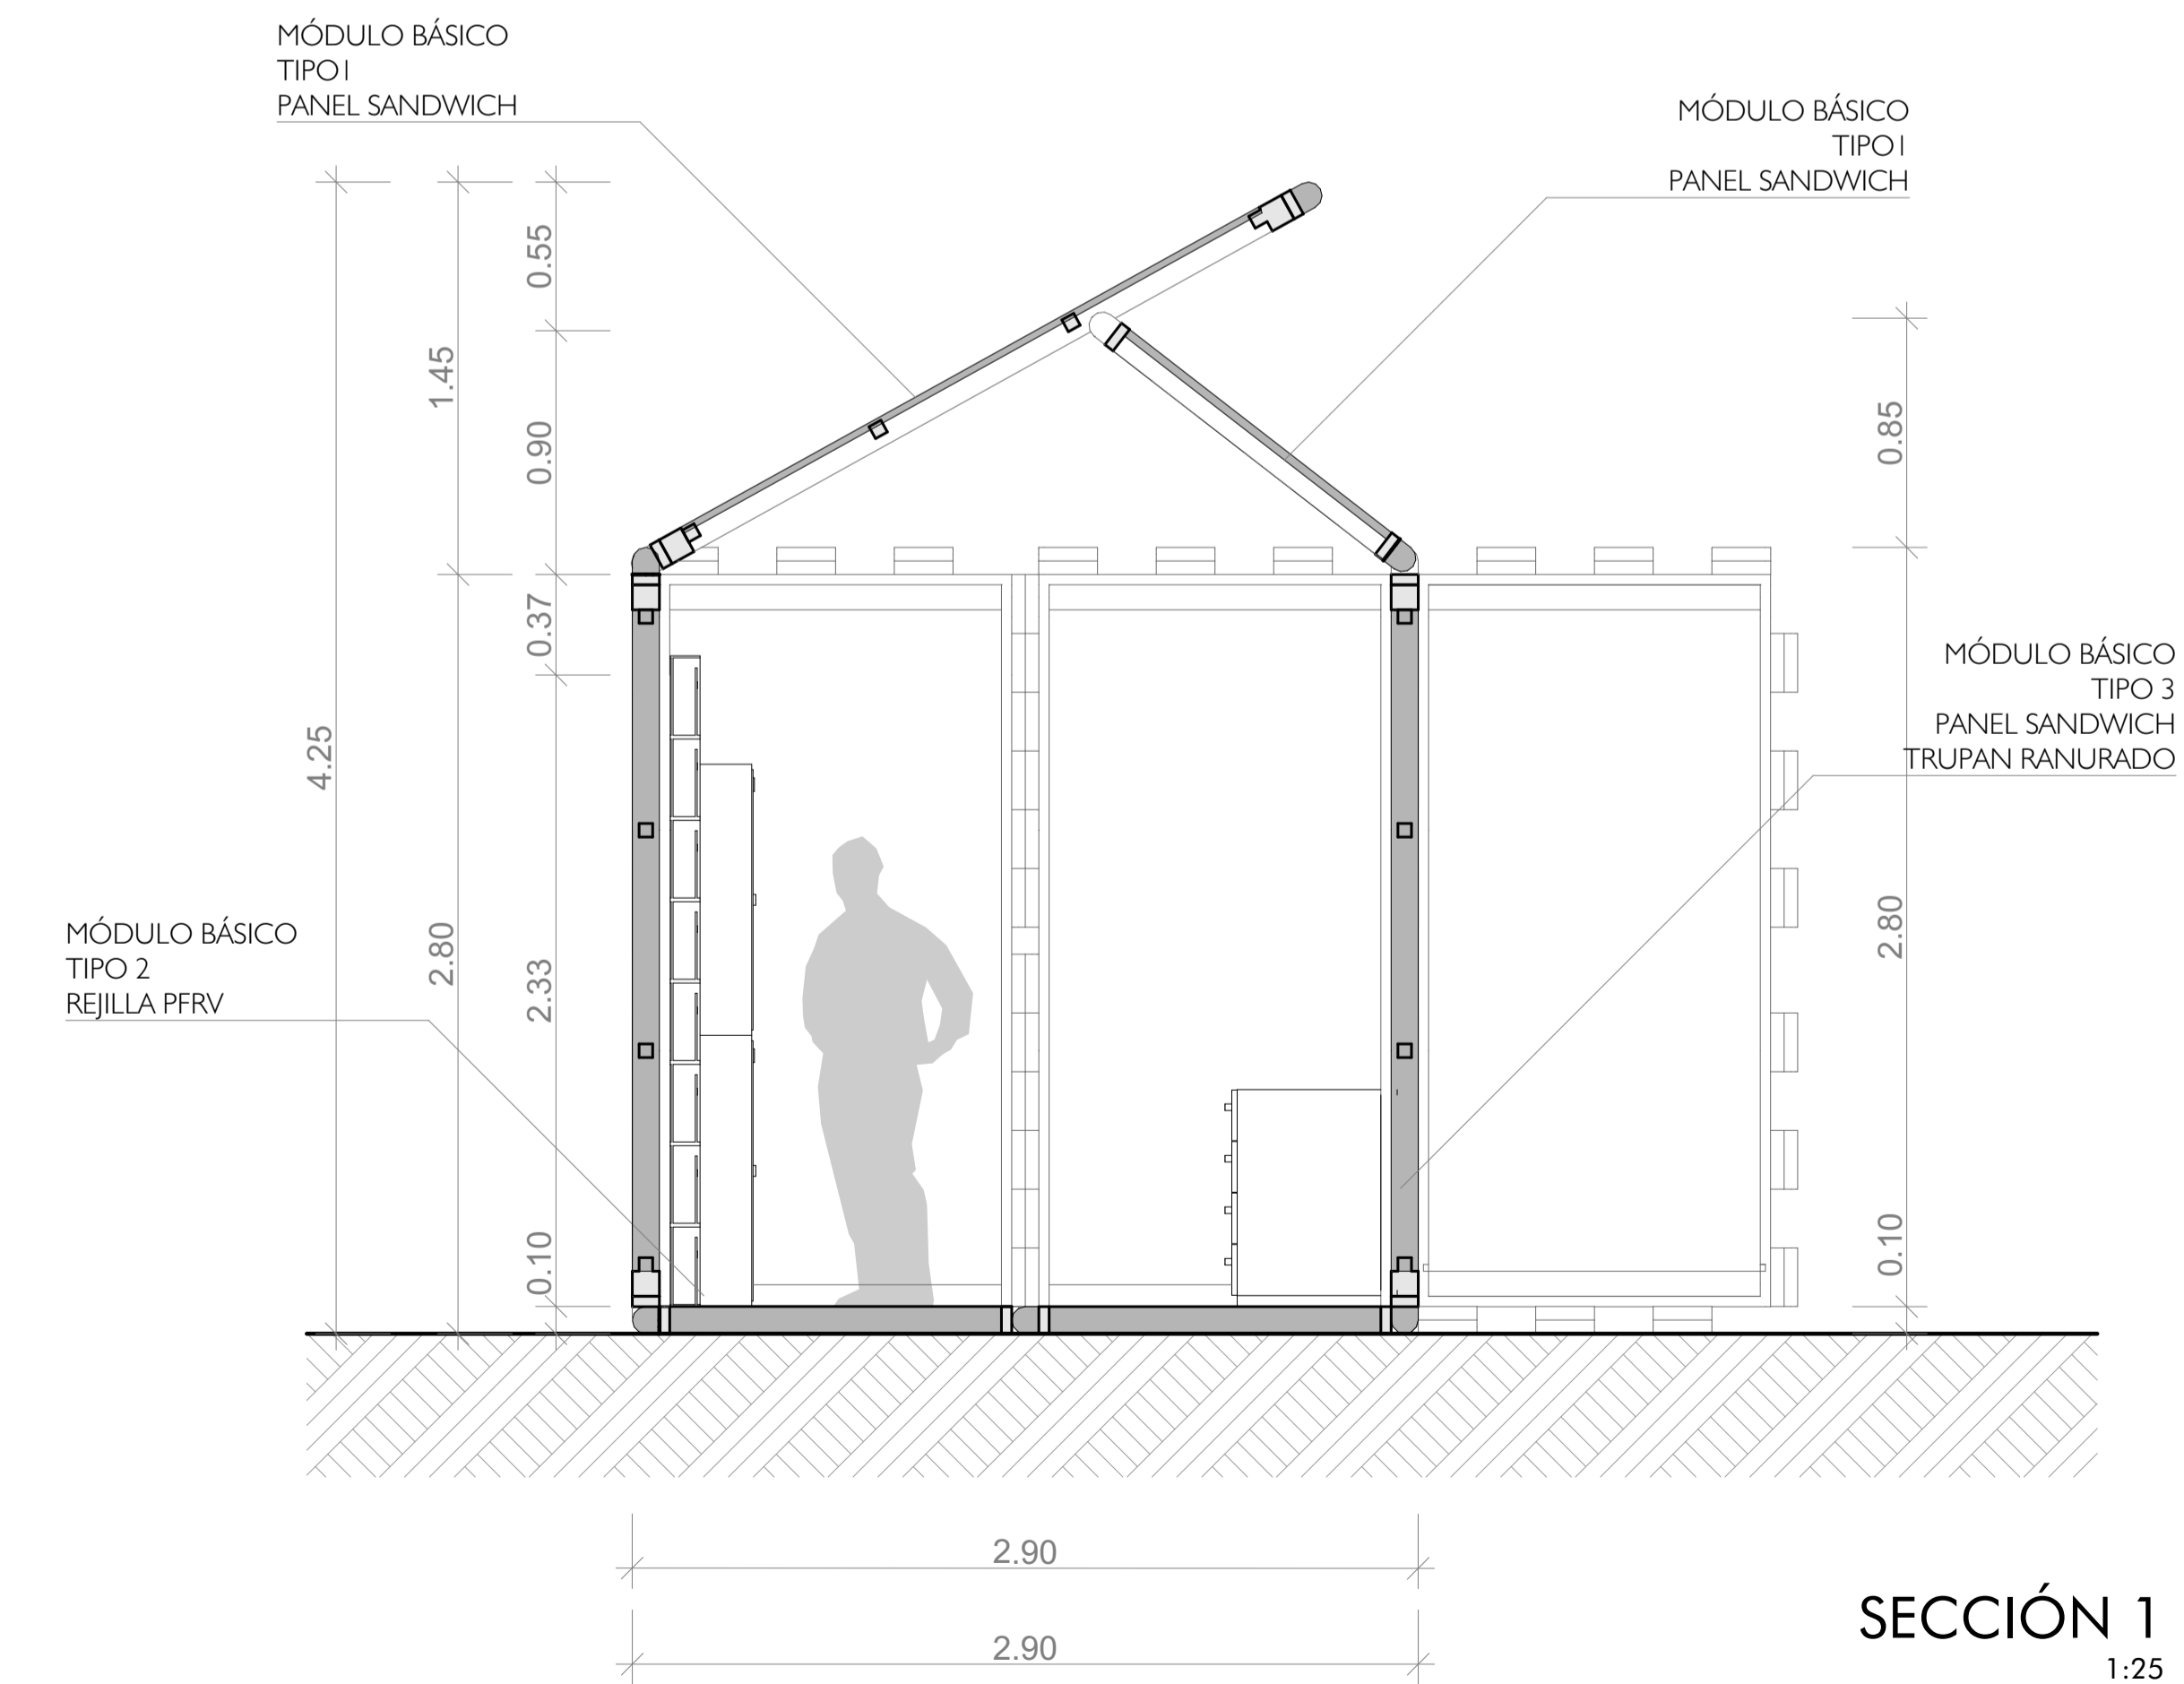 MÓDULO BÁSICO
TIPO1
PANEL SANDWICH
MÓDULO BÁSICO
TIPO1
PANEL SANDWICH
0.55
1.45
0.90
0.85
0.37
4.25
MÓDULO BÁSICO
TIPO 3
PANEL SANDWICH
TRUPAN RANURADO
MÓDULO BÁSICO
TIPO 2
REJILLA PFRV
2.80
2.33
2.80
0.10
0.10
2.90
2.90
SECCIÓN 1
1:25